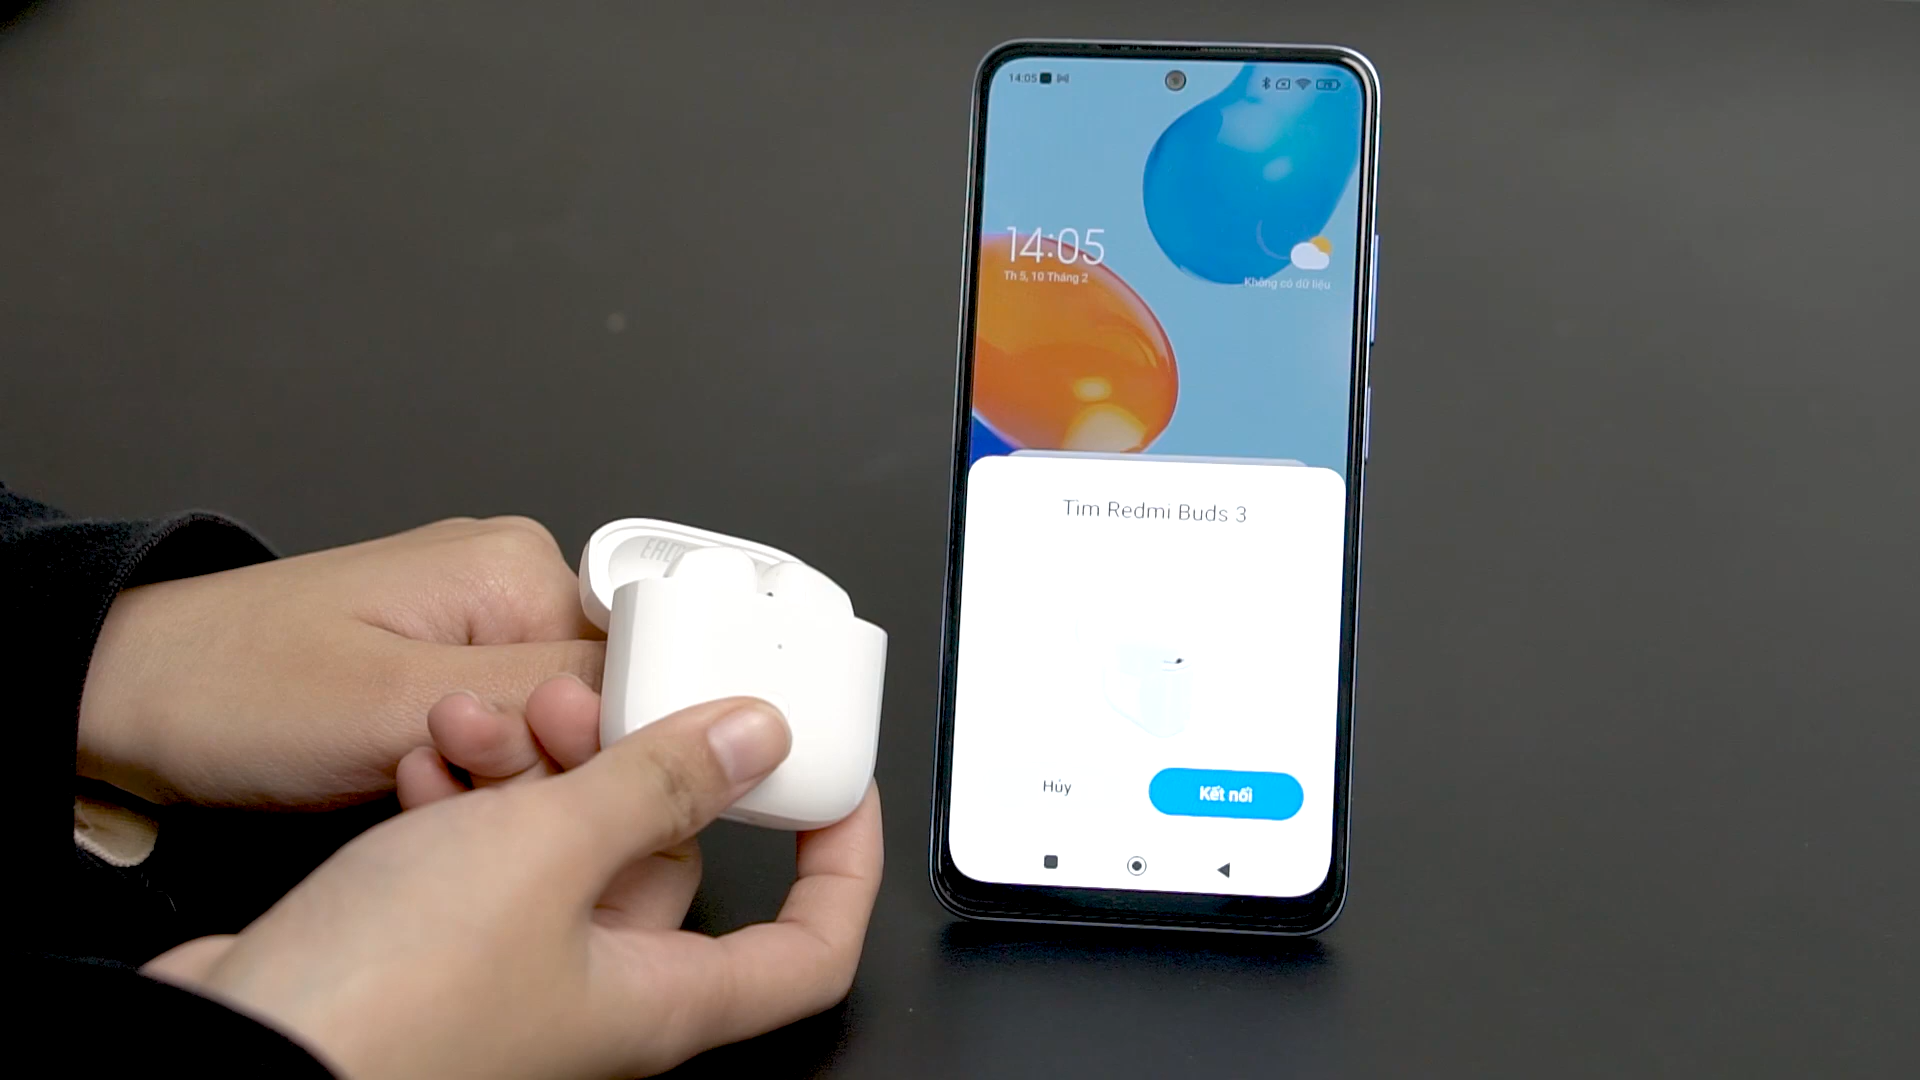 14:05
14:05
Th 5, 10 Tháng 2
Không có dữ liệu
Tìm Redmi Buds 3
Hủy
Kết nối